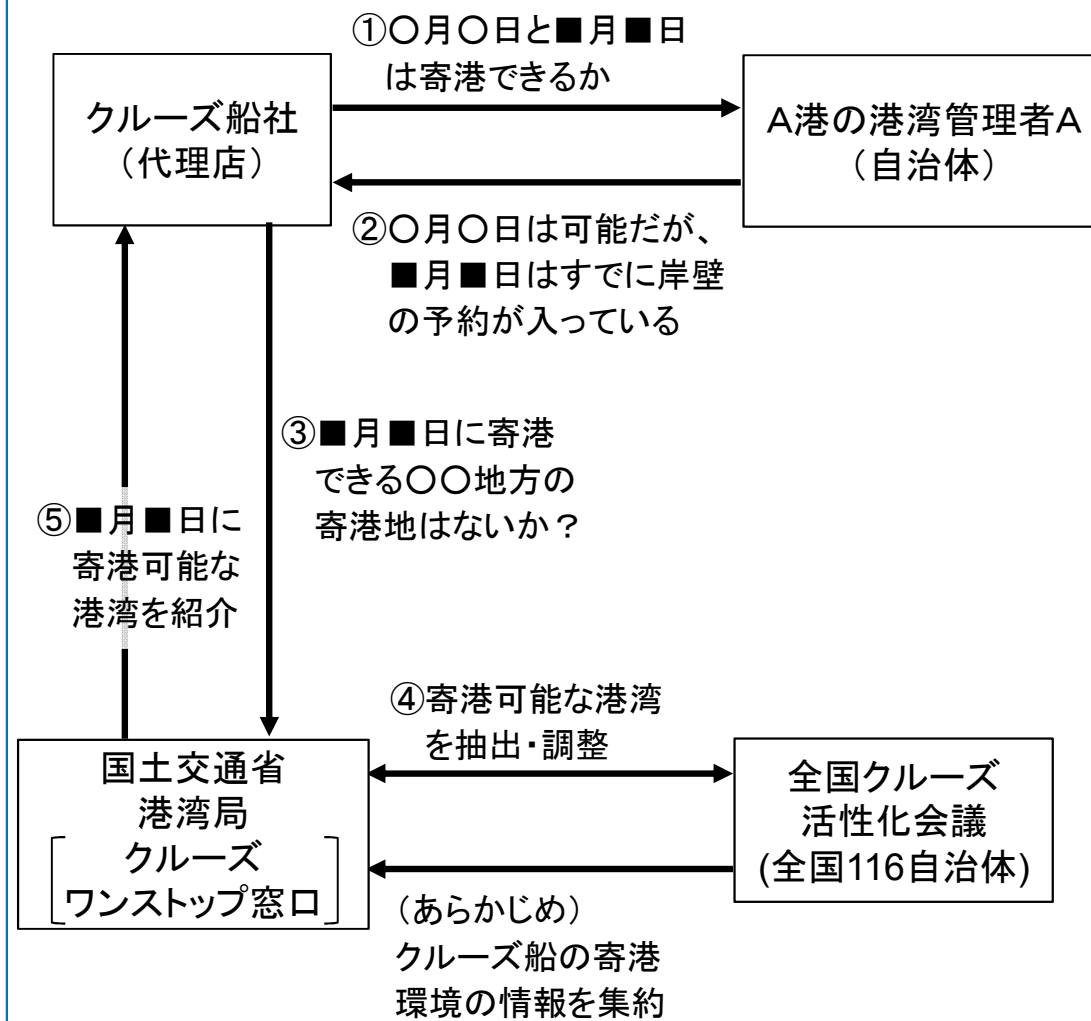 ①〇月〇日と■月■日
は寄港できるか
クルーズ船社
（代理店）
A港の港湾管理者A
（自治体）
②〇月〇日は可能だが、
■月■日はすでに岸壁
の予約が入っている
③■月■日に寄港
できる〇〇地方の
寄港地はないか？
⑤■月■日に
寄港可能な
港湾を紹介
④寄港可能な港湾
を抽出・調整
国土交通省
港湾局
クルーズ
ワンストップ窓口
全国クルーズ
活性化会議
(全国116自治体)
（あらかじめ）
クルーズ船の寄港
環境の情報を集約